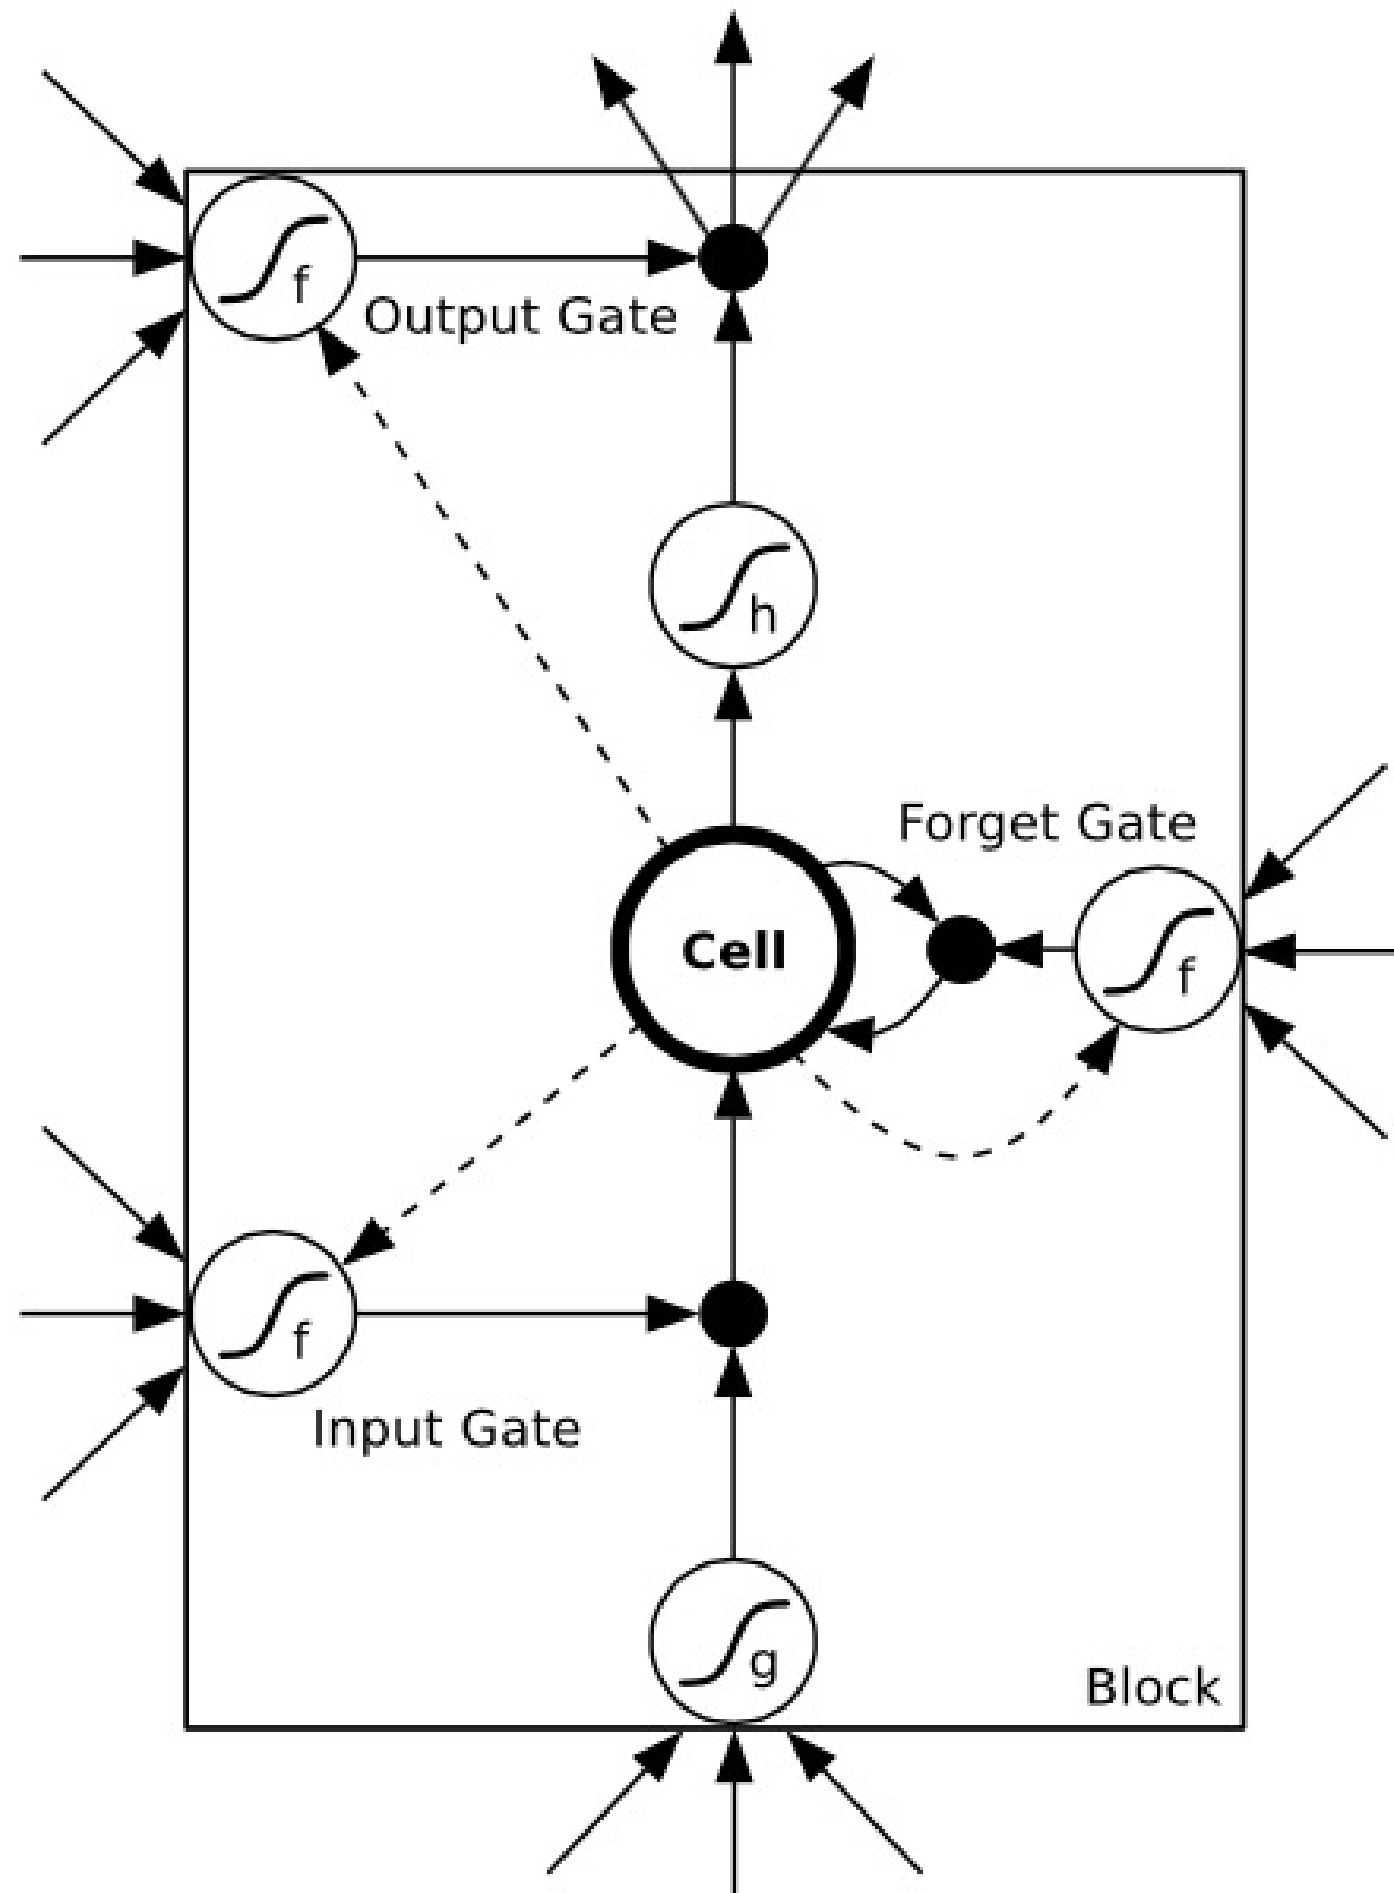 f
Output Gate
h
Forget Gate
Cell
f
f
Input Gate
g
Block